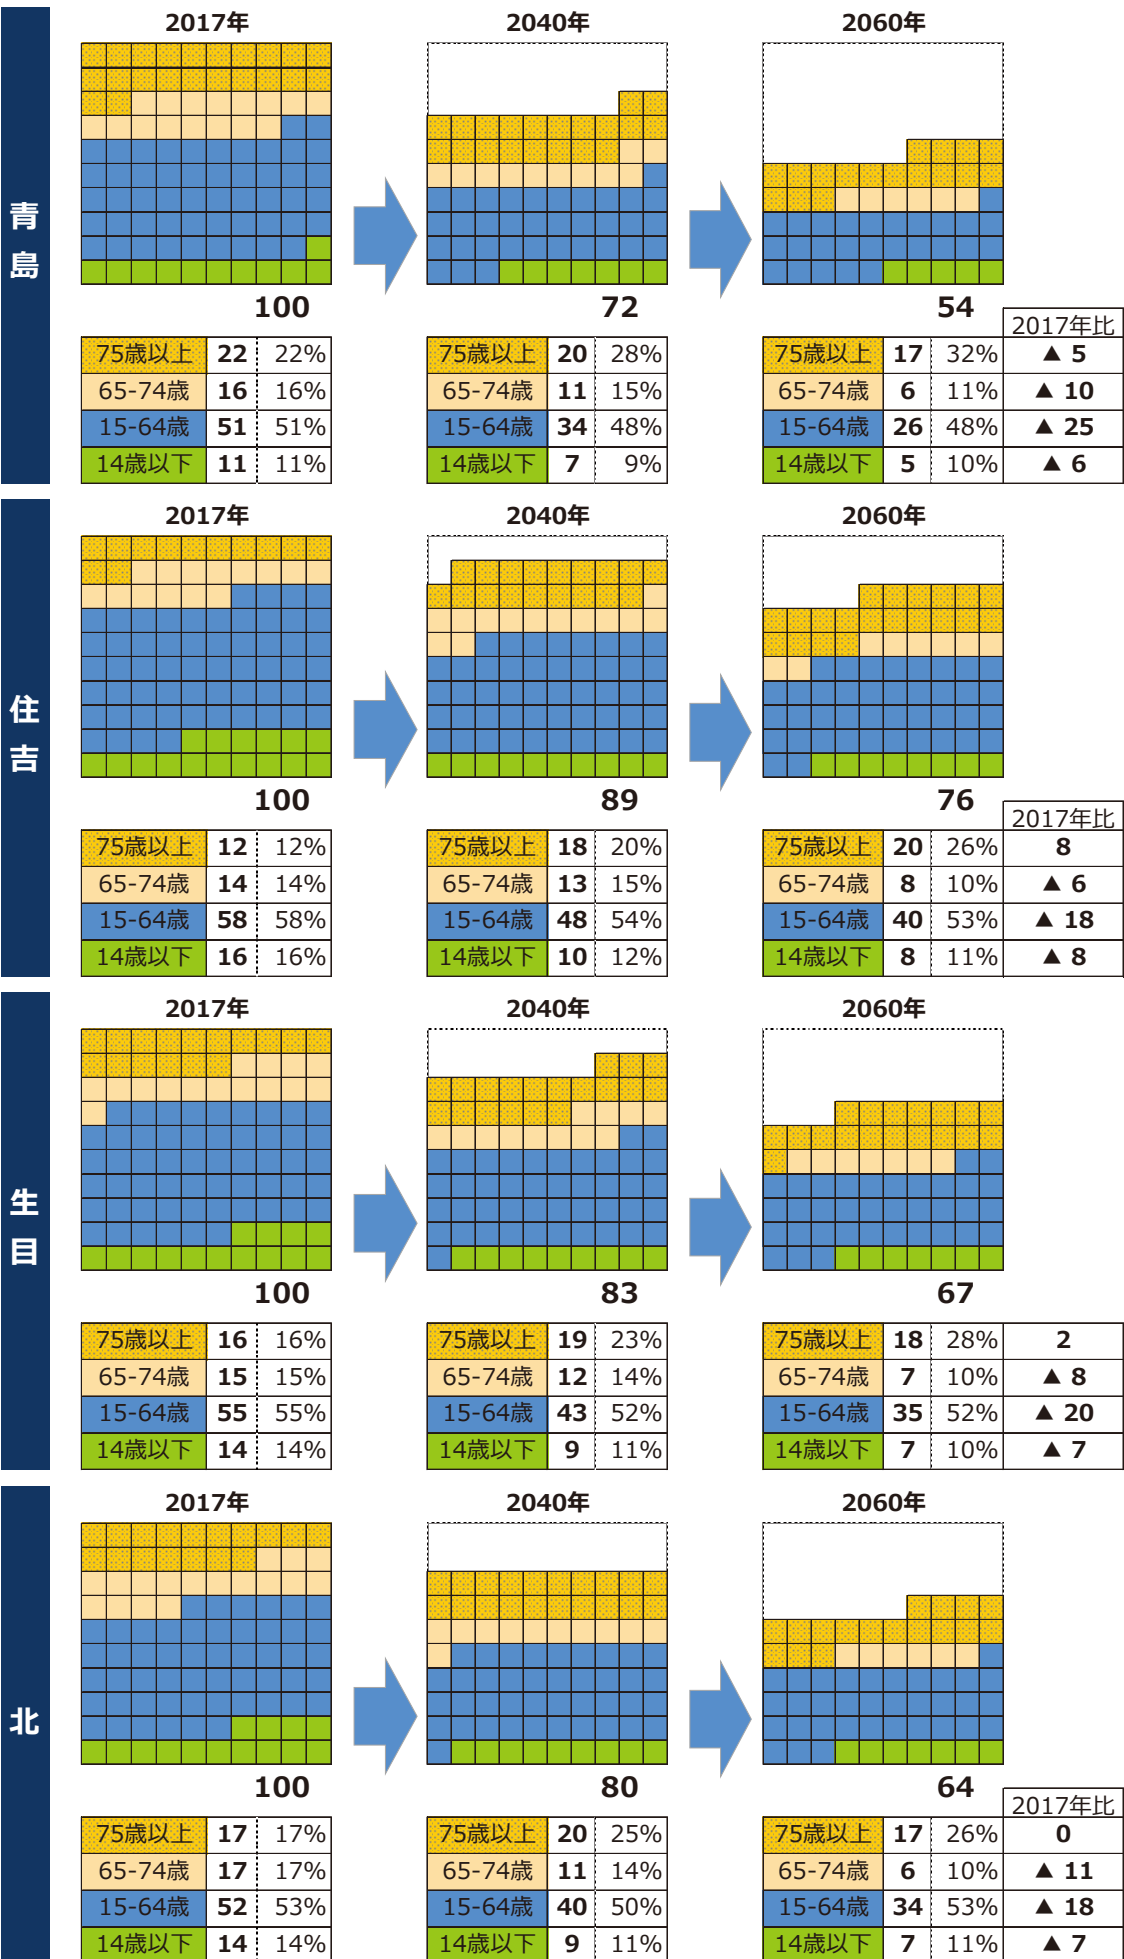 青島
2017年 2040年 2060年
100 72 54
2017年比
75歳以上 22 22% 75歳以上 20 28% 75歳以上 17 32% ▲ 5
65-74歳 16 16% 65-74歳 11 15% 65-74歳 6 11% ▲ 10
15-64歳 51 51% 15-64歳 34 48% 15-64歳 26 48% ▲ 25
14歳以下 11 11% 14歳以下 7 9% 14歳以下 5 10% ▲ 6
住吉
2017年 2040年 2060年
100 89 76
2017年比
75歳以上 12 12% 75歳以上 18 20% 75歳以上 20 26% 8
65-74歳 14 14% 65-74歳 13 15% 65-74歳 8 10% ▲ 6
15-64歳 58 58% 15-64歳 48 54% 15-64歳 40 53% ▲ 18
14歳以下 16 16% 14歳以下 10 12% 14歳以下 8 11% ▲ 8
生目
2017年 2040年 2060年
100 83 67
75歳以上 16 16% 75歳以上 19 23% 75歳以上 18 28% 2
65-74歳 15 15% 65-74歳 12 14% 65-74歳 7 10% ▲ 8
15-64歳 55 55% 15-64歳 43 52% 15-64歳 35 52% ▲ 20
14歳以下 14 14% 14歳以下 9 11% 14歳以下 7 10% ▲ 7
北
2017年 2040年 2060年
100 80 64
2017年比
75歳以上 17 17% 75歳以上 20 25% 75歳以上 17 26% 0
65-74歳 17 17% 65-74歳 11 14% 65-74歳 6 10% ▲ 11
15-64歳 52 53% 15-64歳 40 50% 15-64歳 34 53% ▲ 18
14歳以下 14 14% 14歳以下 9 11% 14歳以下 7 11% ▲ 7